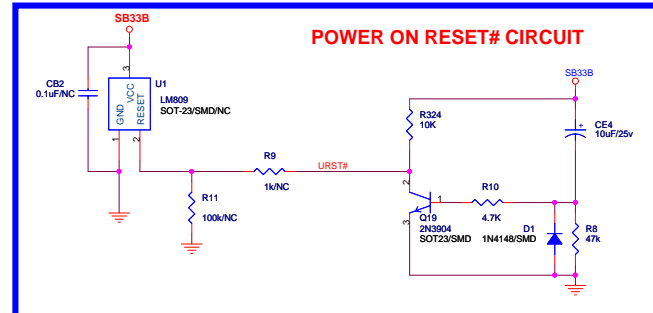 SB33B
POWER ON RESET# CIRCUIT
CB2
0.1uF/NC
3
VCC
GND
RESET
1
2
U1
LM809
SOT-23/SMD/NC
SB33B
R324
10K
CE4
10uF/25v
+
R9
1k/NC
URST#
R11
100k/NC
2
1
3
Q19
2N3904
SOT23/SMD
R10
4.7K
D1
1N4148/SMD
R8
47k